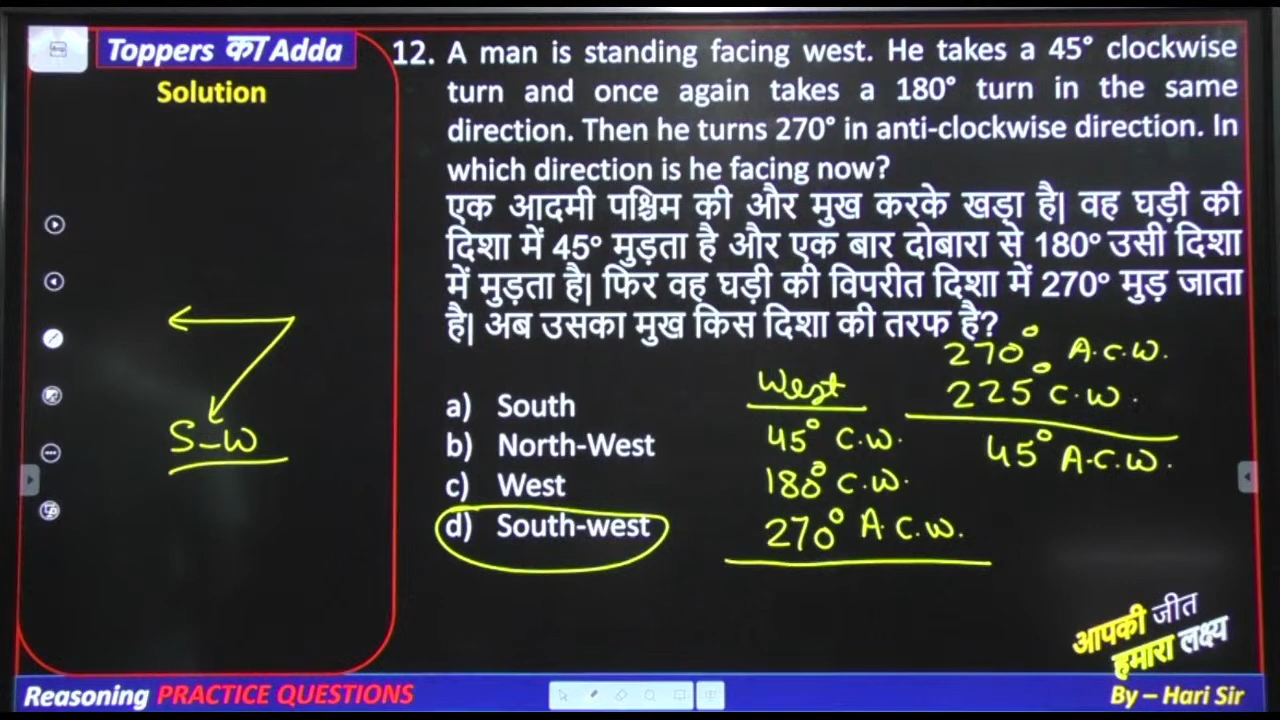 Toppers का Adda
Solution
12. A man is standing facing west. He takes a 45° clockwise
turn and once again takes a 180° turn in the same
direction. Then he turns 270° in anti-clockwise direction. In
which direction is he facing now?
एक आदमी पश्चिम की और मुख करके खड़ा है| वह घड़ी की
दिशा में 45° मुड़ता है और एक बार दोबारा से 180° उसी दिशा
में मुड़ता है| फिर वह घड़ी की विपरीत दिशा में 270° मुड़ जाता
है| अब उसका मुख किस दिशा की तरफ है?
a) South
b) North-West
c) West
d) South-west
West
45° C.W.
180° C.W.
270° A.C.W.
270° A.C.W.
225° C.W.
45° A.C.W.
S-W
आपकी जीत
हमारा लक्ष्य
Reasoning PRACTICE QUESTIONS
By – Hari Sir